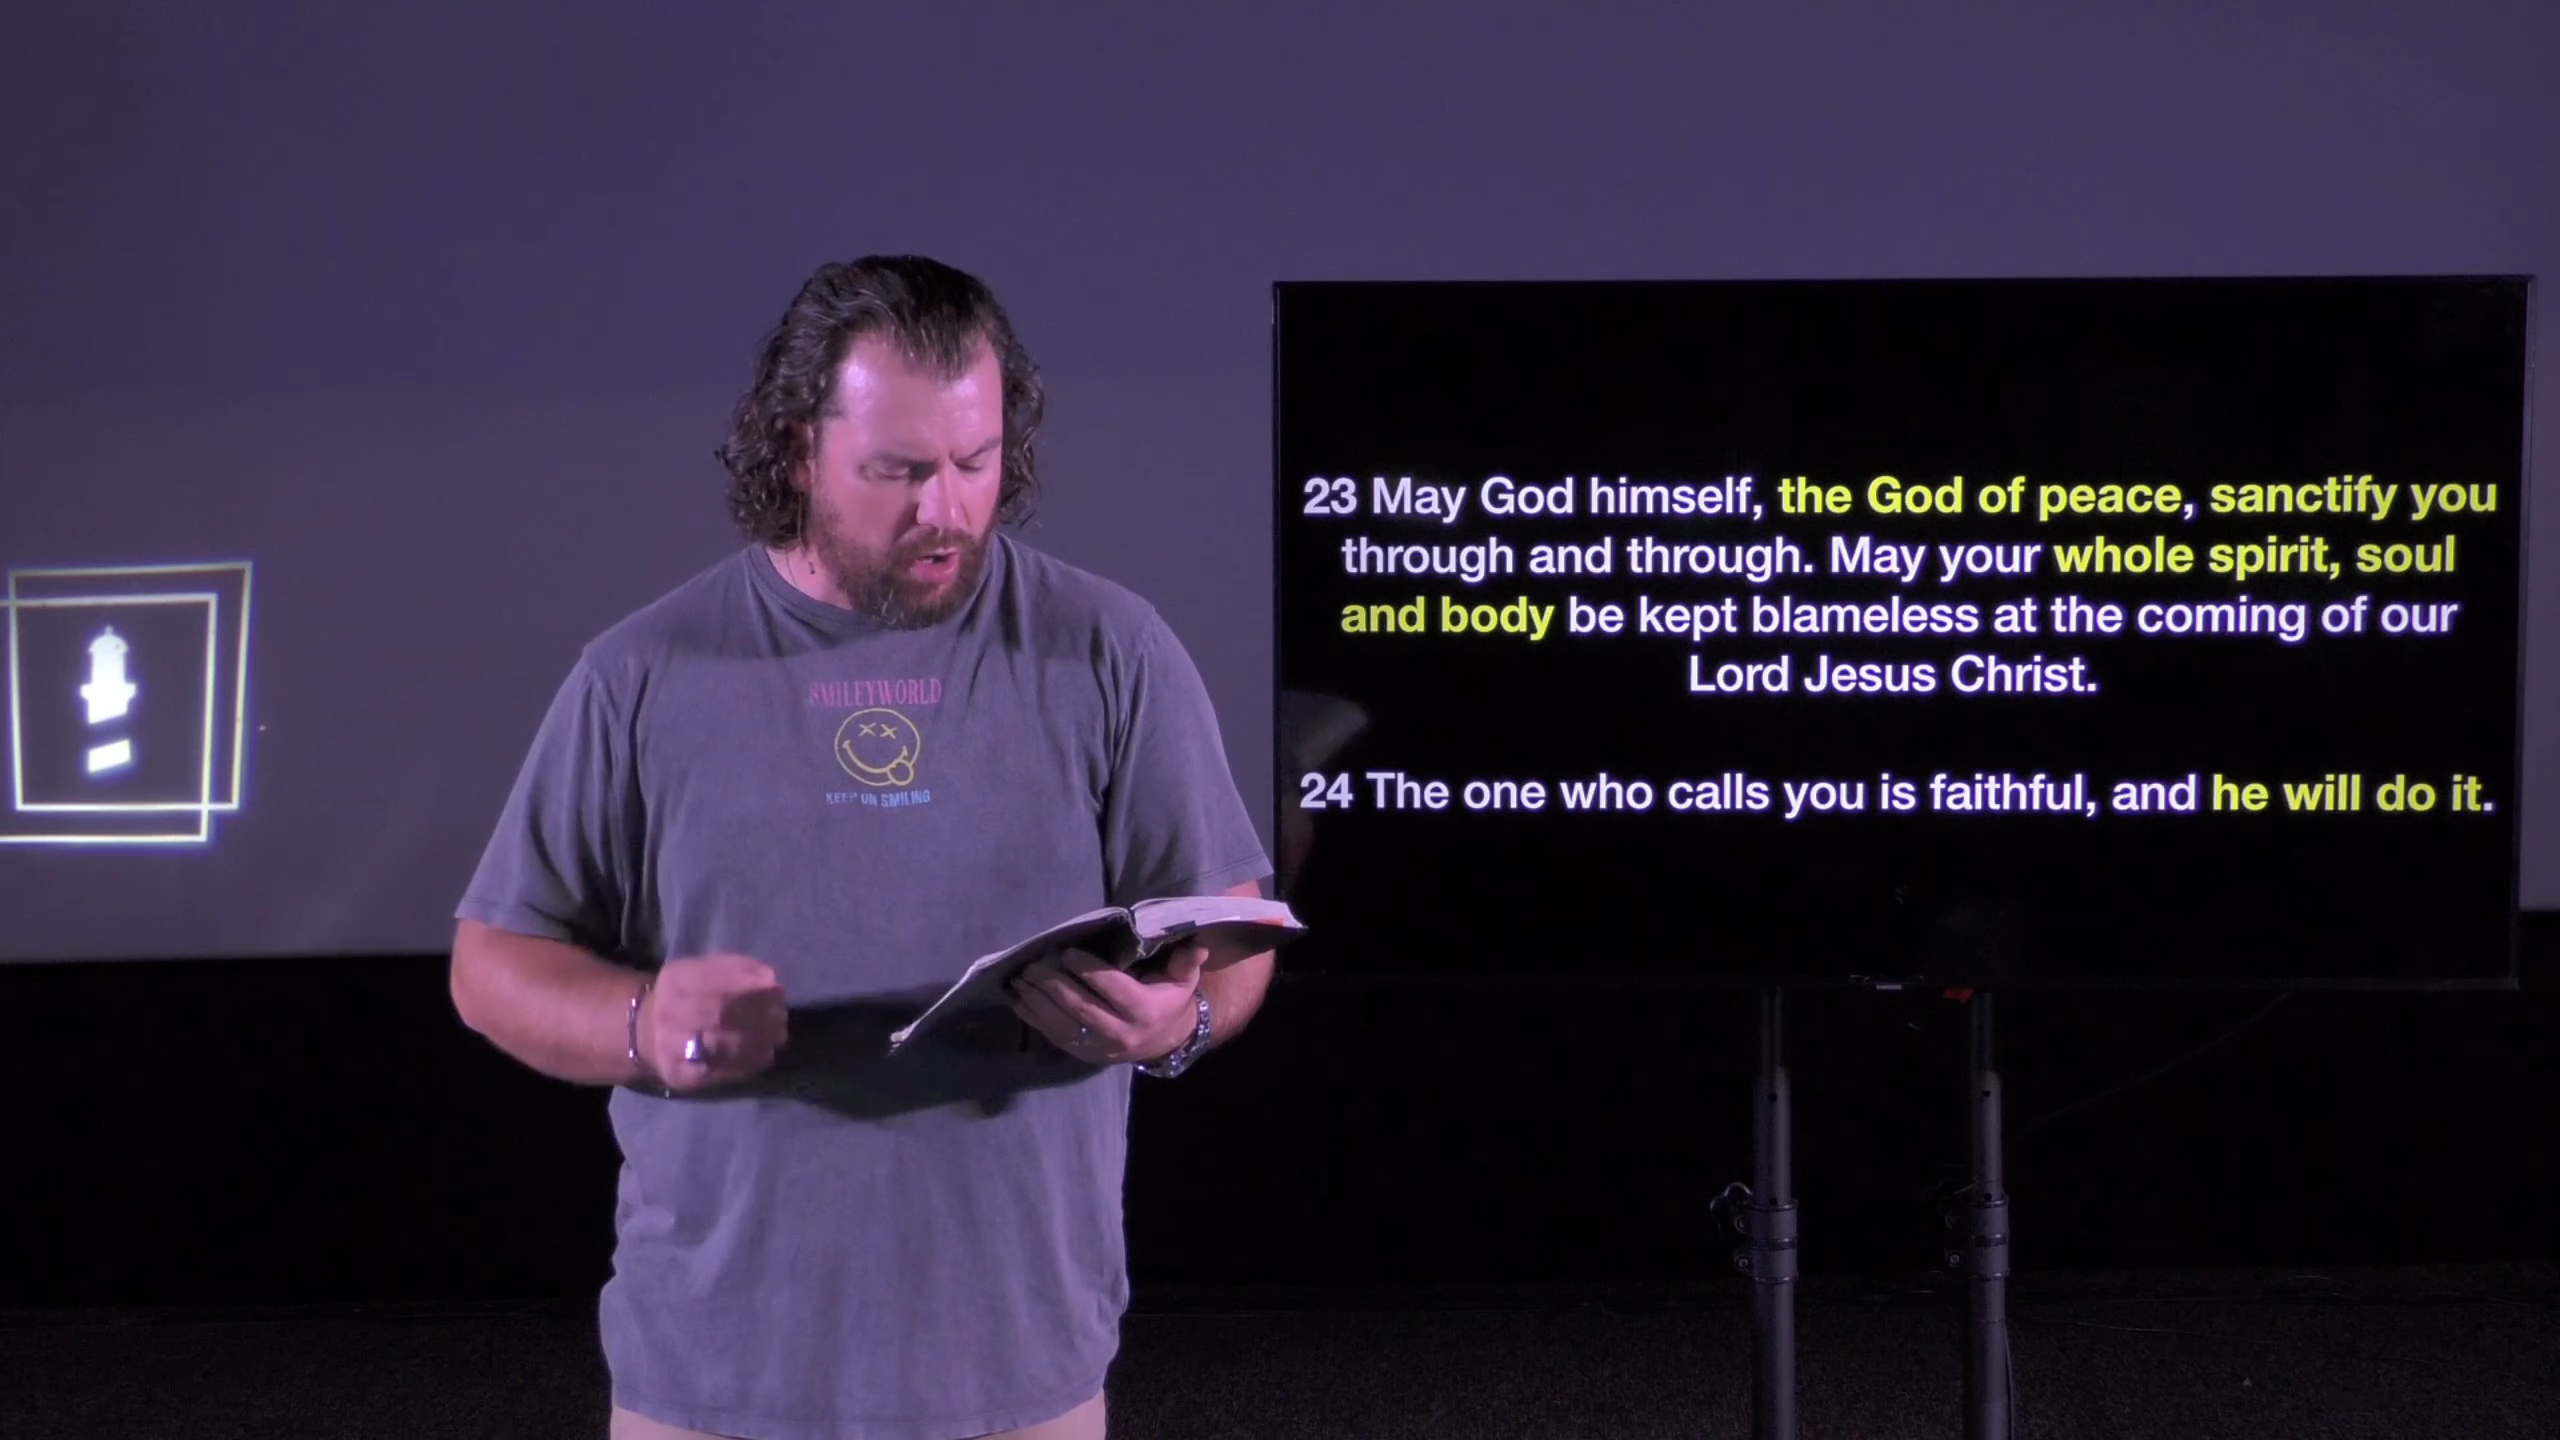 SMILEYWORLD
KEEP ON SMILING
23 May God himself, the God of peace, sanctify you
through and through. May your whole spirit, soul
and body be kept blameless at the coming of our
Lord Jesus Christ.
24 The one who calls you is faithful, and he will do it.
SAMSUNG